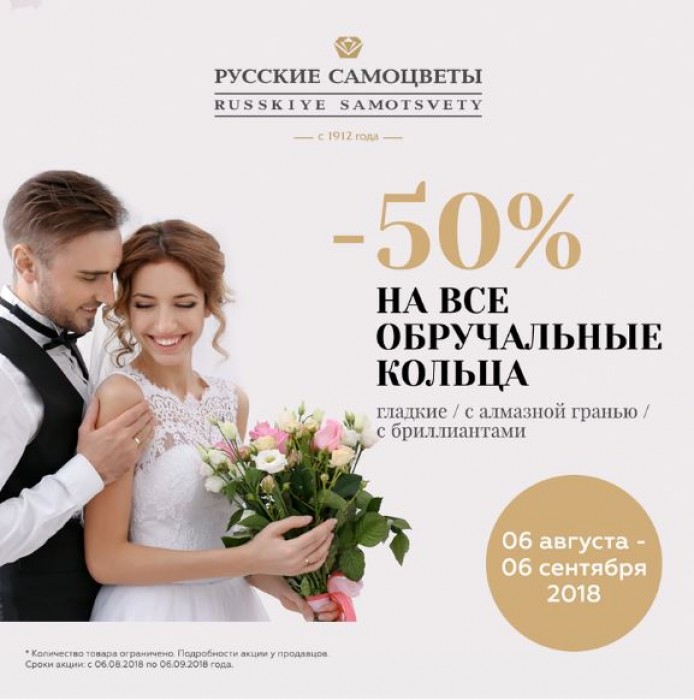 РУССКИЕ САМОЦВЕТЫ
RUSSKIYE SAMOTSVETY
с 1912 года
-50%
НА ВСЕ
ОБРУЧАЛЬНЫЕ
КОЛЬЦА
гладкие / с алмазной гранью /
с бриллиантами
06 августа -
06 сентября
2018
* Количество товара ограничено. Подробности акции у продавцов.
Сроки акции: с 06.08.2018 по 06.09.2018 года.